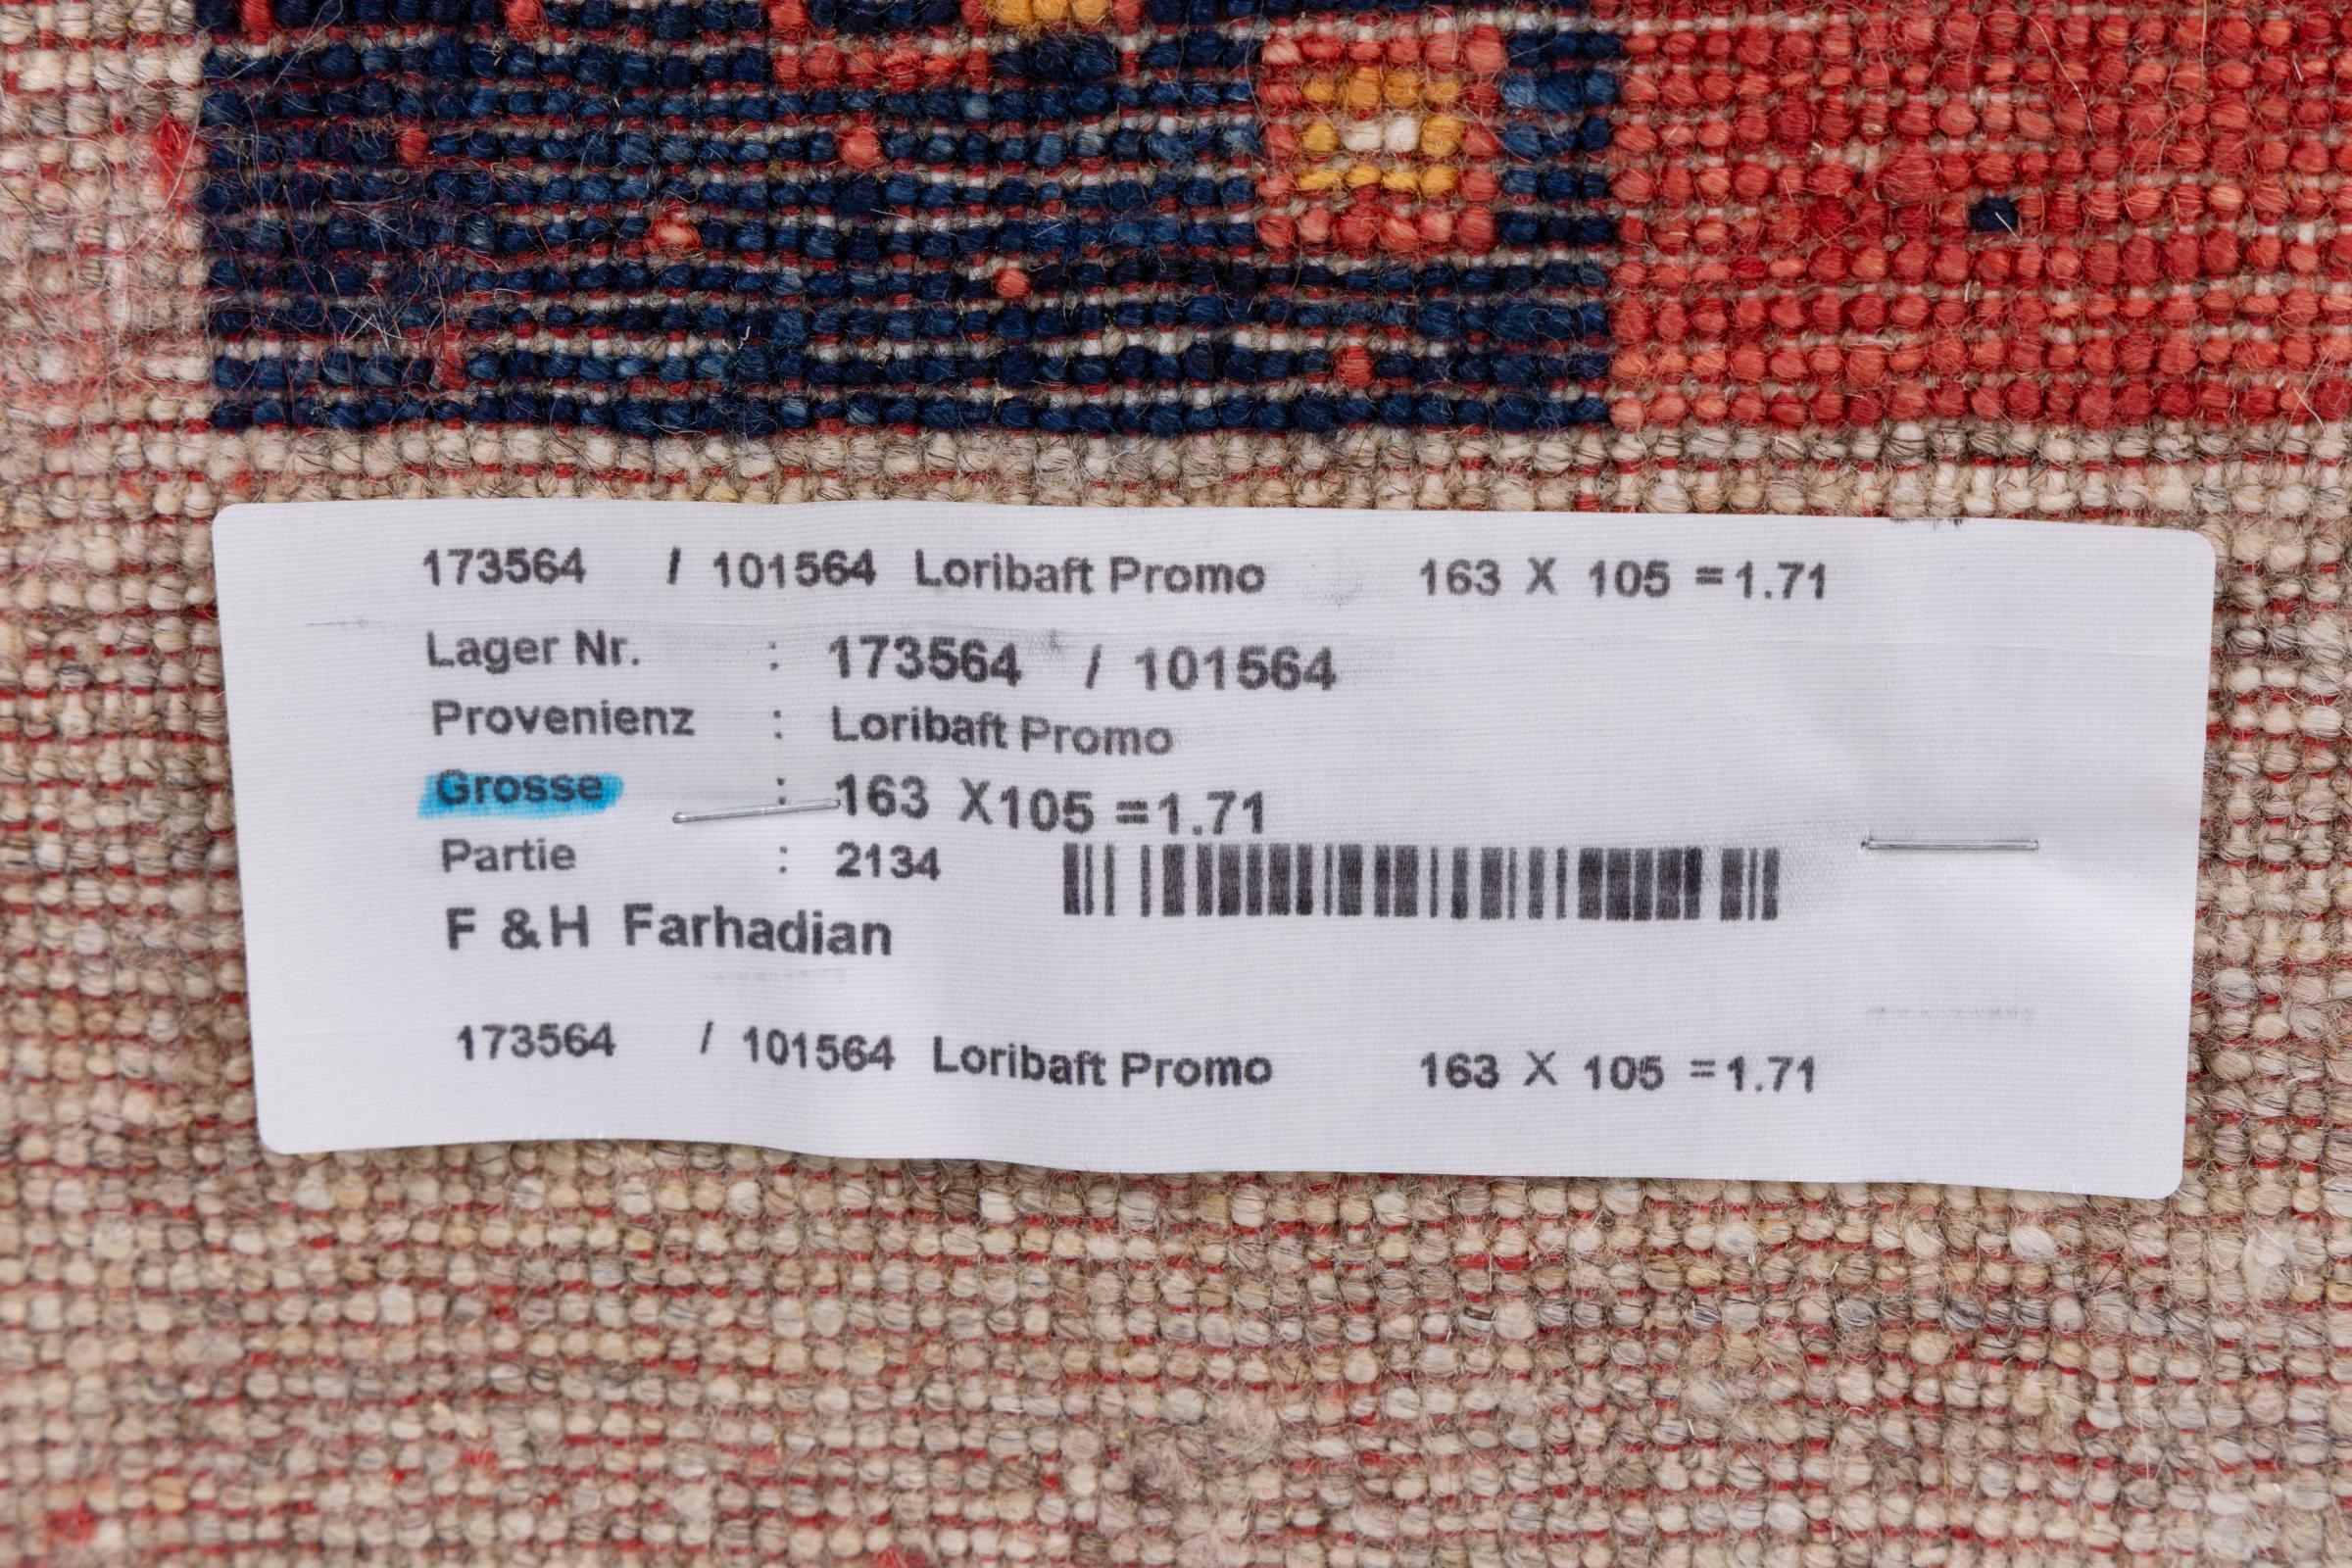 173564 / 101564 Loribaft Promo 163 X 105 =1.71
Lager Nr. : 173564 / 101564
Provenienz : Loribaft Promo
Grosse : 163 X105 =1.71
Partie : 2134
F &H Farhadian
173564 / 101564 Loribaft Promo 163 X 105 =1.71